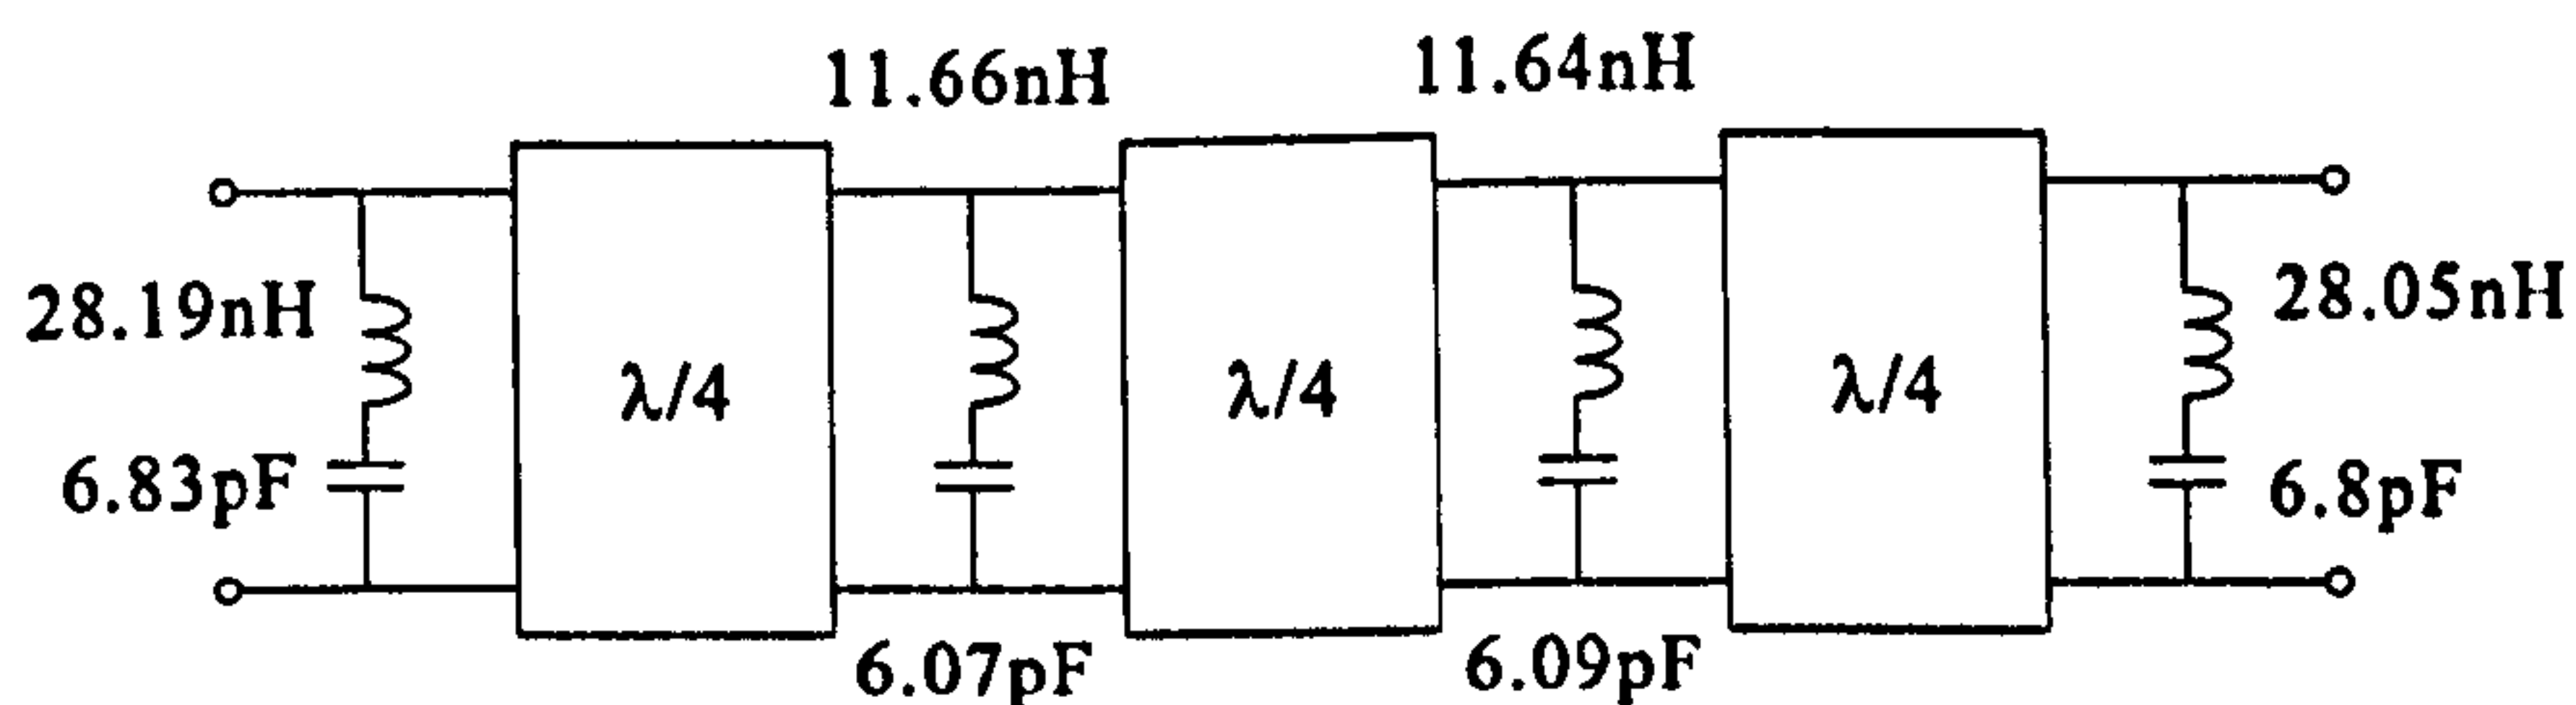 11.66nH
11.64nH
28.19nH
28.05nH
λ/4
λ/4
λ/4
6.83pF
6.8pF
6.07pF
6.09pF